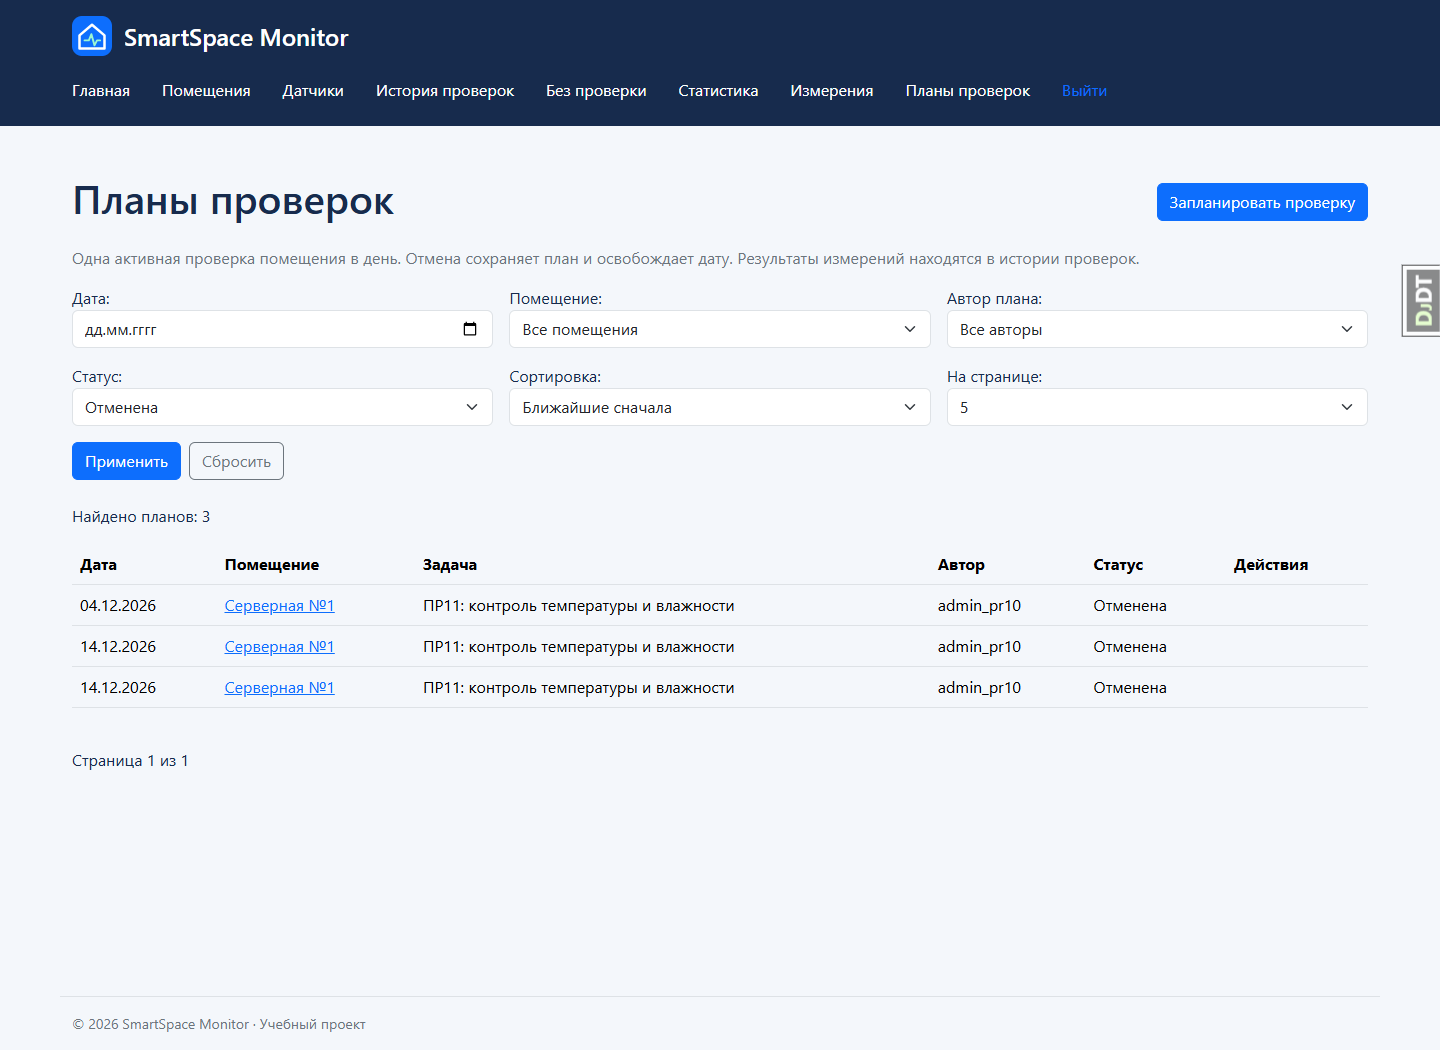 SmartSpace Monitor
Главная Помещения Датчики История проверок Без проверки Статистика Измерения Планы проверок Выйти
Планы проверок
Запланировать проверку
Одна активная проверка помещения в день. Отмена сохраняет план и освобождает дату. Результаты измерений находятся в истории проверок.
Дата: Помещение: Автор плана:
дд.мм.гггг Все помещения Все авторы
Статус: Сортировка: На странице:
Отменена Ближайшие сначала 5
Применить Сбросить
Найдено планов: 3
Дата Помещение Задача Автор Статус Действия
04.12.2026 Серверная №1 ПР11: контроль температуры и влажности admin_pr10 Отменена
14.12.2026 Серверная №1 ПР11: контроль температуры и влажности admin_pr10 Отменена
14.12.2026 Серверная №1 ПР11: контроль температуры и влажности admin_pr10 Отменена
Страница 1 из 1
© 2026 SmartSpace Monitor · Учебный проект
DJDT